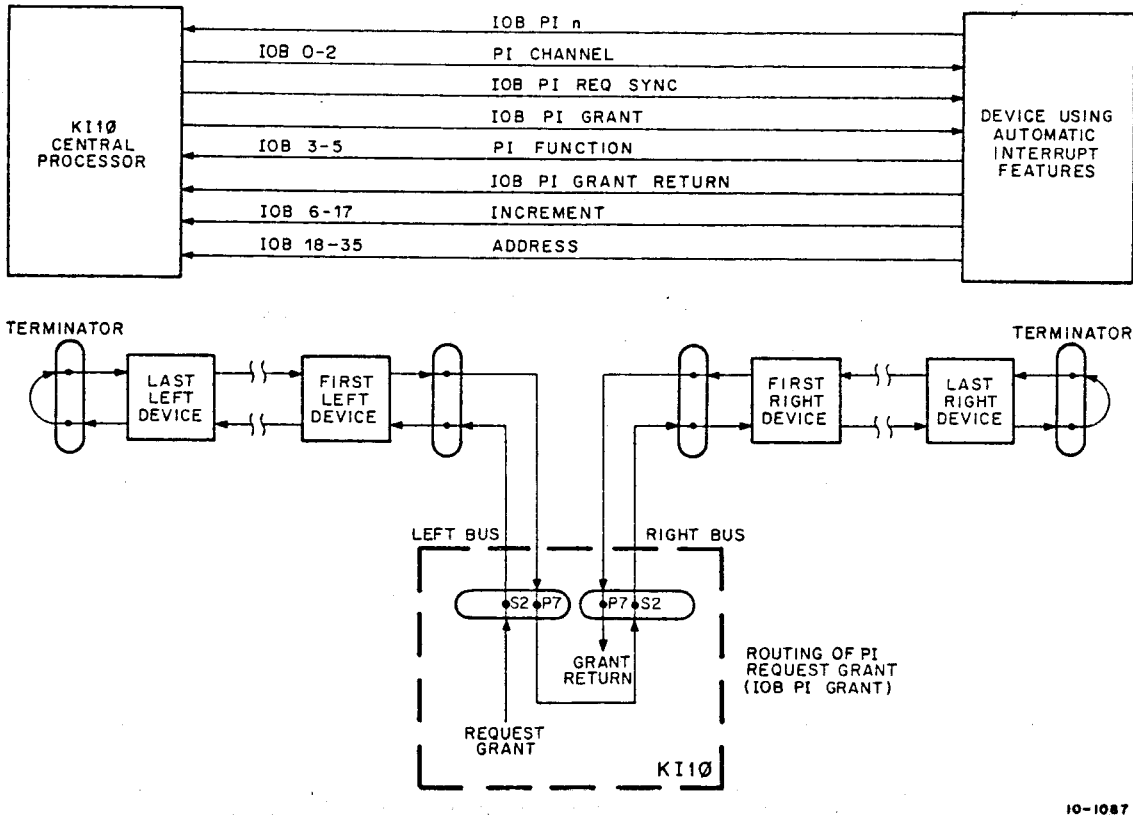 IOB PI n
IOB 0-2 PI CHANNEL
IOB PI REQ SYNC
IOB PI GRANT
IOB 3-5 PI FUNCTION
IOB PI GRANT RETURN
IOB 6-17 INCREMENT
IOB 18-35 ADDRESS
KI1Ø
CENTRAL
PROCESSOR
DEVICE USING
AUTOMATIC
INTERRUPT
FEATURES
TERMINATOR
TERMINATOR
LAST
LEFT
DEVICE
FIRST
LEFT
DEVICE
FIRST
RIGHT
DEVICE
LAST
RIGHT
DEVICE
LEFT BUS
RIGHT BUS
S2 P7
P7 S2
GRANT
RETURN
REQUEST
GRANT
KI1Ø
ROUTING OF PI
REQUEST GRANT
(IOB PI GRANT)
10-1087